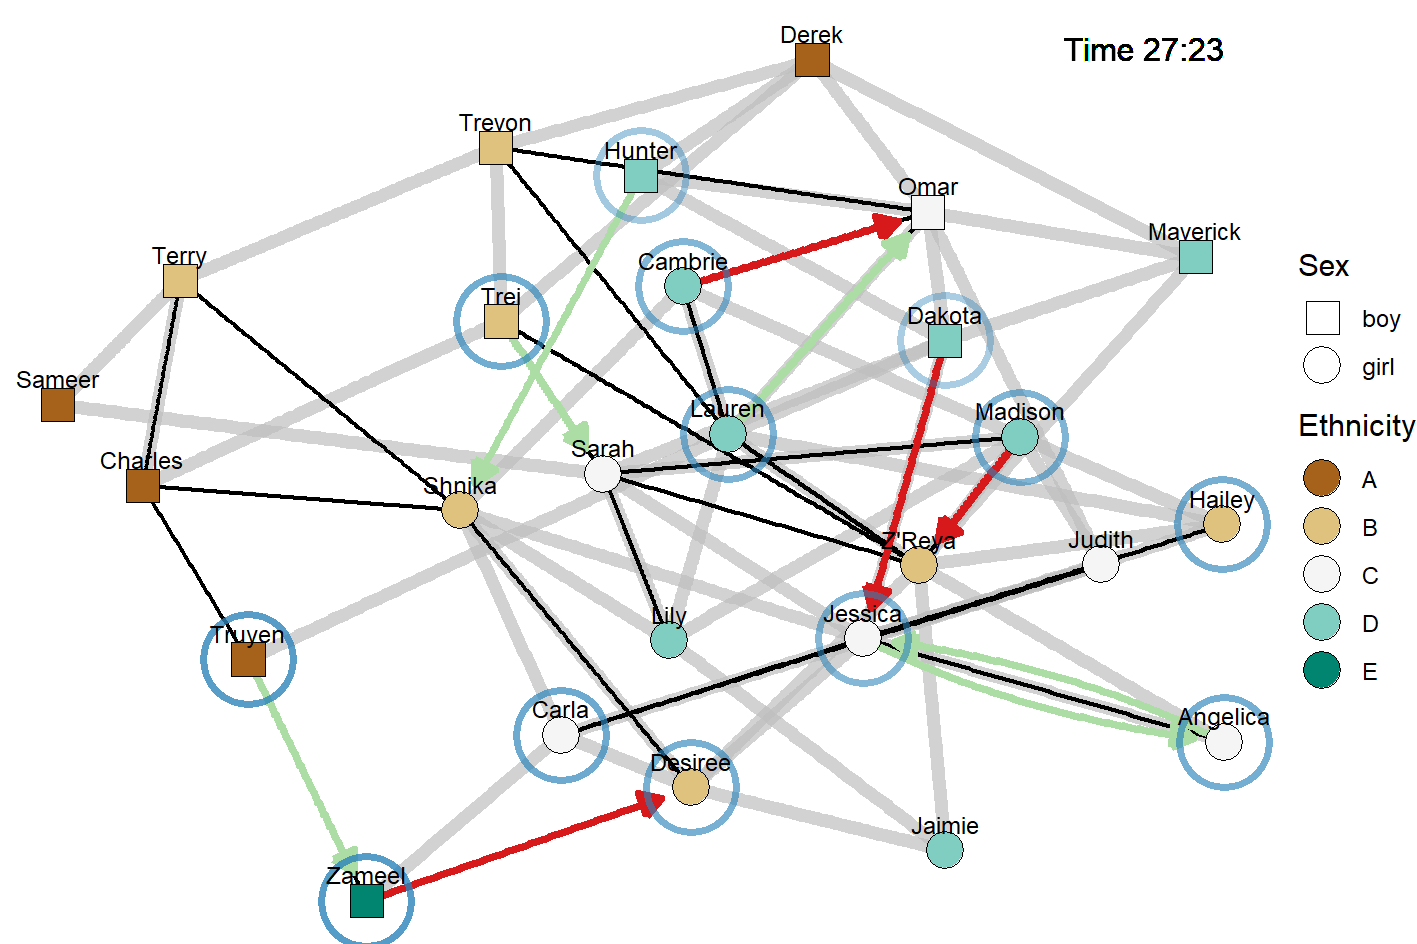 Derek
Time 27:23
Trevon
Hunter
Omar
Maverick
Terry
Cambrie
Sex
Trei
Dakota
boy
girl
Sameer
Lauren
Madison
Ethnicity
Charles
Sarah
Shnika
A
Hailey
B
Z'Reya
Judith
C
Jessica
Lily
Truyen
D
E
Carla
Angelica
Desiree
Jaimie
Zameel